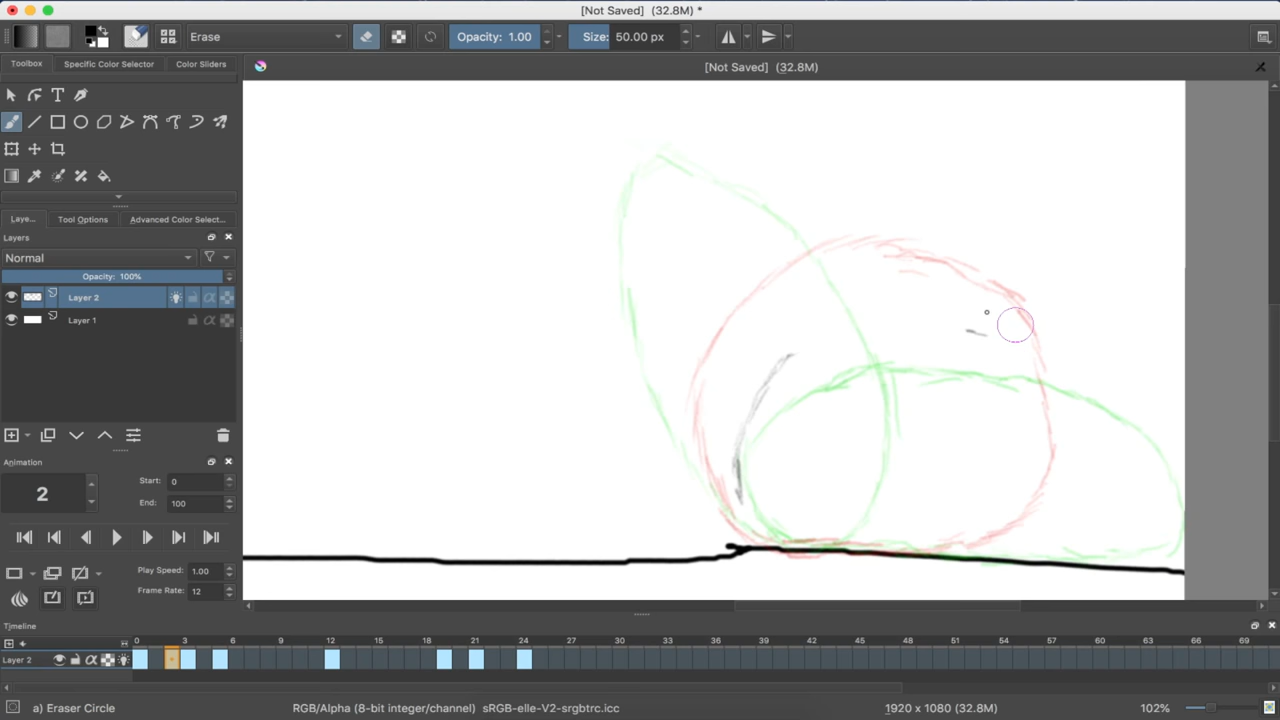 [Not Saved] (32.8M) *
Erase
Opacity: 1.00
Size: 50.00 px
Toolbox
Specific Color Selector
Color Sliders
[Not Saved] (32.8M)
Laye...
Tool Options
Advanced Color Select...
Layers
Normal
Opacity: 100%
Layer 2
Layer 1
Animation
2
Start: 0
End: 100
Play Speed: 1.00
Frame Rate: 12
Timeline
0 3 6 9 12 15 18 21 24 27 30 33 36 39 42 45 48 51 54 57 60 63 66 69
Layer 2
a) Eraser Circle
RGB/Alpha (8-bit integer/channel) sRGB-elle-V2-srgbtrc.icc
1920 x 1080 (32.8M)
102%